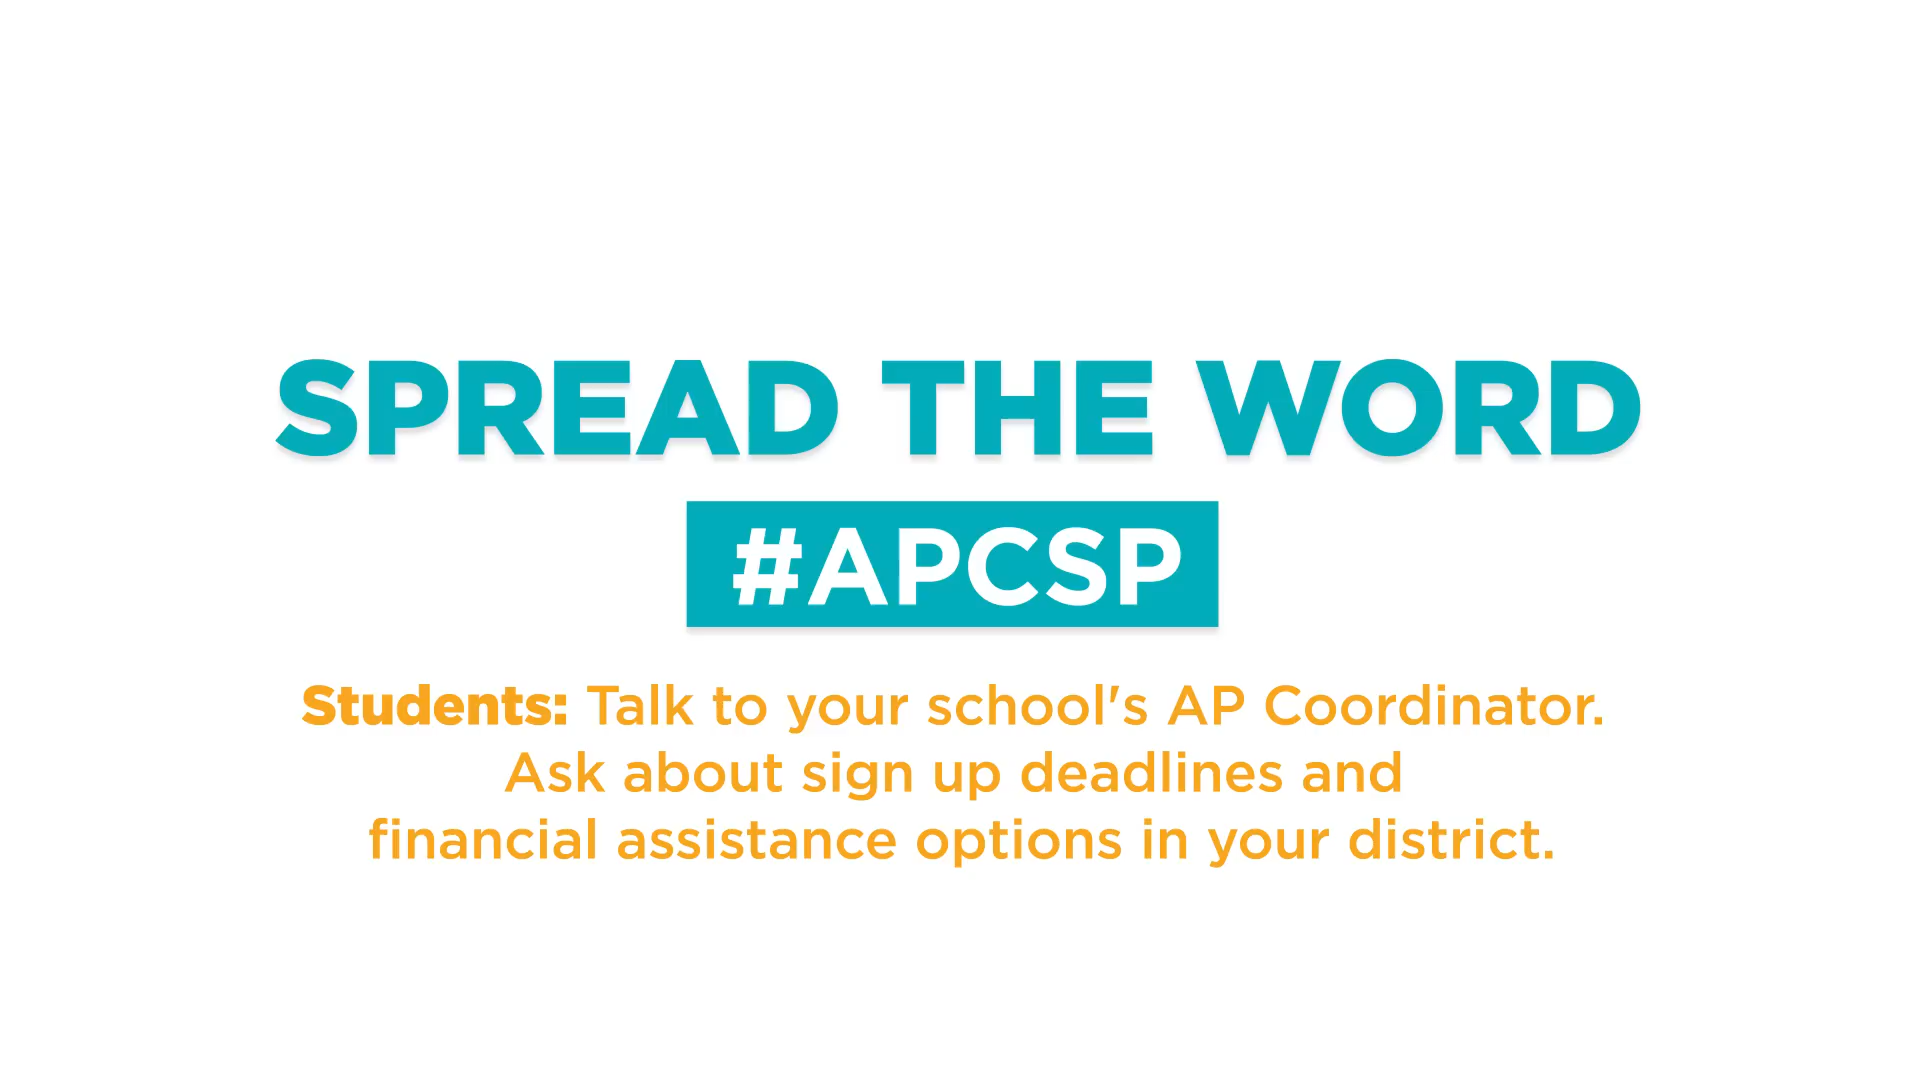 SPREAD THE WORD
#APCSP
Students: Talk to your school's AP Coordinator.
Ask about sign up deadlines and
financial assistance options in your district.